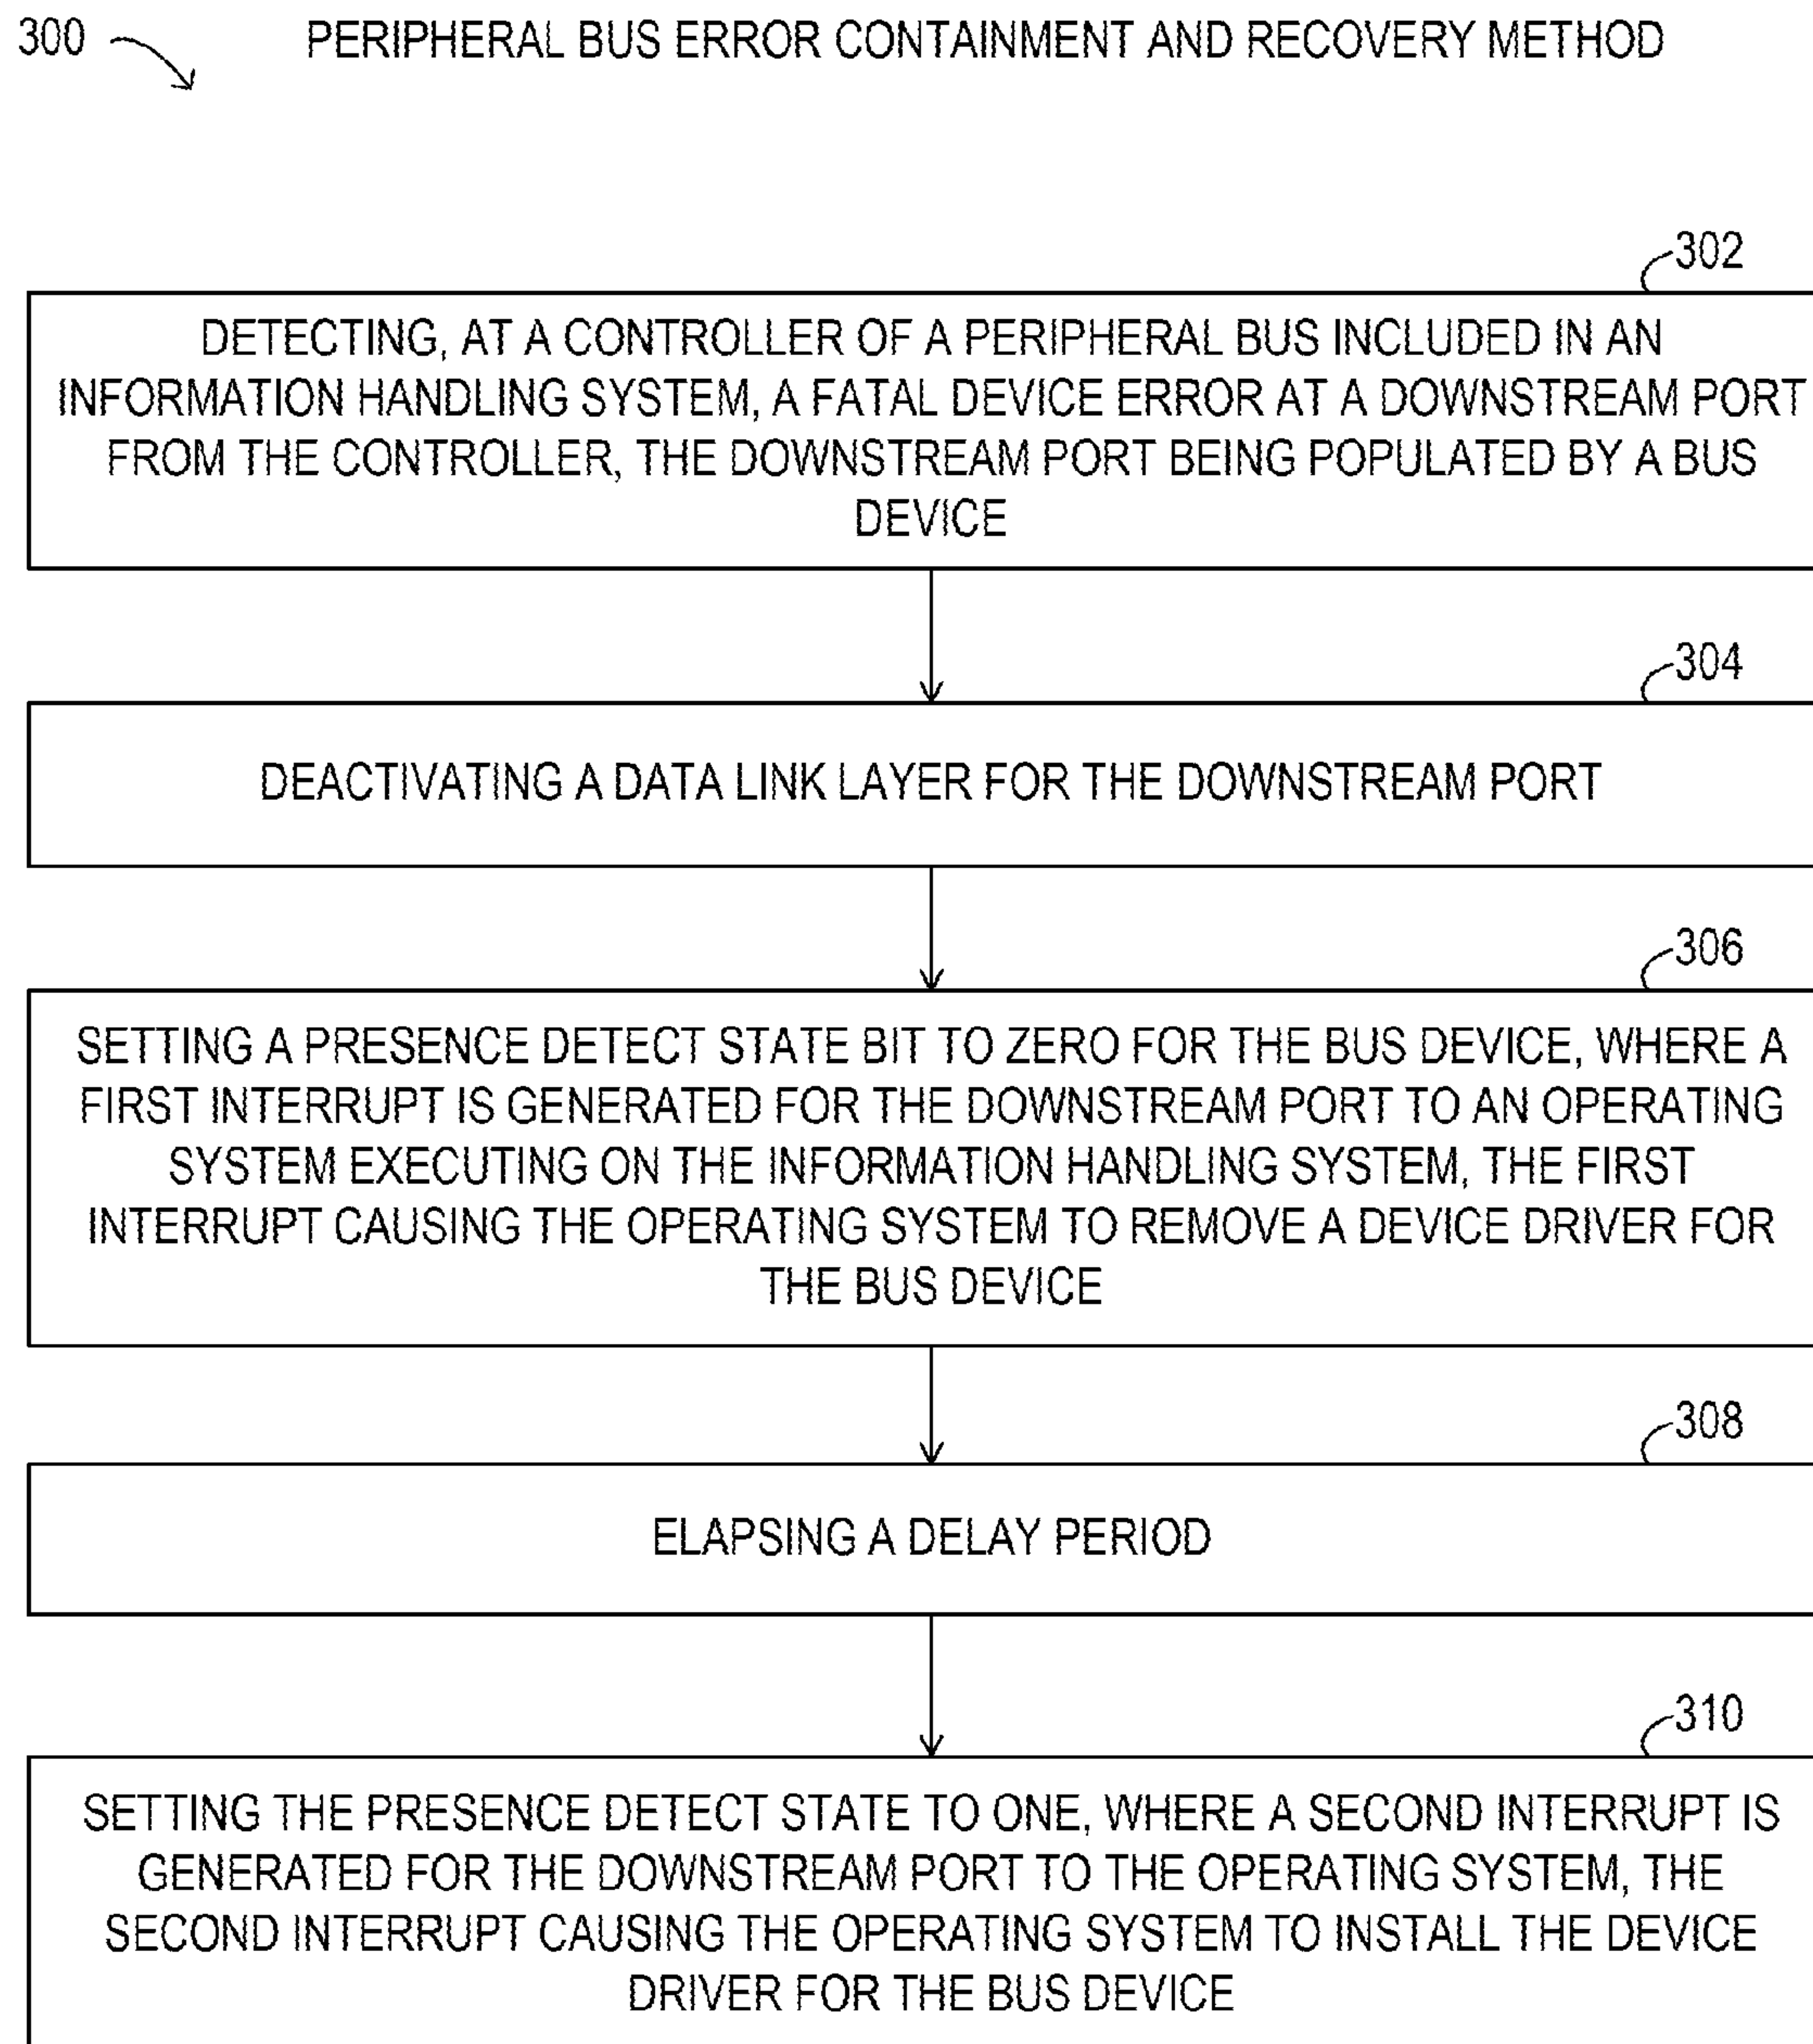 300
PERIPHERAL BUS ERROR CONTAINMENT AND RECOVERY METHOD
302
DETECTING, AT A CONTROLLER OF A PERIPHERAL BUS INCLUDED IN AN
INFORMATION HANDLING SYSTEM, A FATAL DEVICE ERROR AT A DOWNSTREAM PORT
FROM THE CONTROLLER, THE DOWNSTREAM PORT BEING POPULATED BY A BUS
DEVICE
304
DEACTIVATING A DATA LINK LAYER FOR THE DOWNSTREAM PORT
306
SETTING A PRESENCE DETECT STATE BIT TO ZERO FOR THE BUS DEVICE, WHERE A
FIRST INTERRUPT IS GENERATED FOR THE DOWNSTREAM PORT TO AN OPERATING
SYSTEM EXECUTING ON THE INFORMATION HANDLING SYSTEM, THE FIRST
INTERRUPT CAUSING THE OPERATING SYSTEM TO REMOVE A DEVICE DRIVER FOR
THE BUS DEVICE
308
ELAPSING A DELAY PERIOD
310
SETTING THE PRESENCE DETECT STATE TO ONE, WHERE A SECOND INTERRUPT IS
GENERATED FOR THE DOWNSTREAM PORT TO THE OPERATING SYSTEM, THE
SECOND INTERRUPT CAUSING THE OPERATING SYSTEM TO INSTALL THE DEVICE
DRIVER FOR THE BUS DEVICE